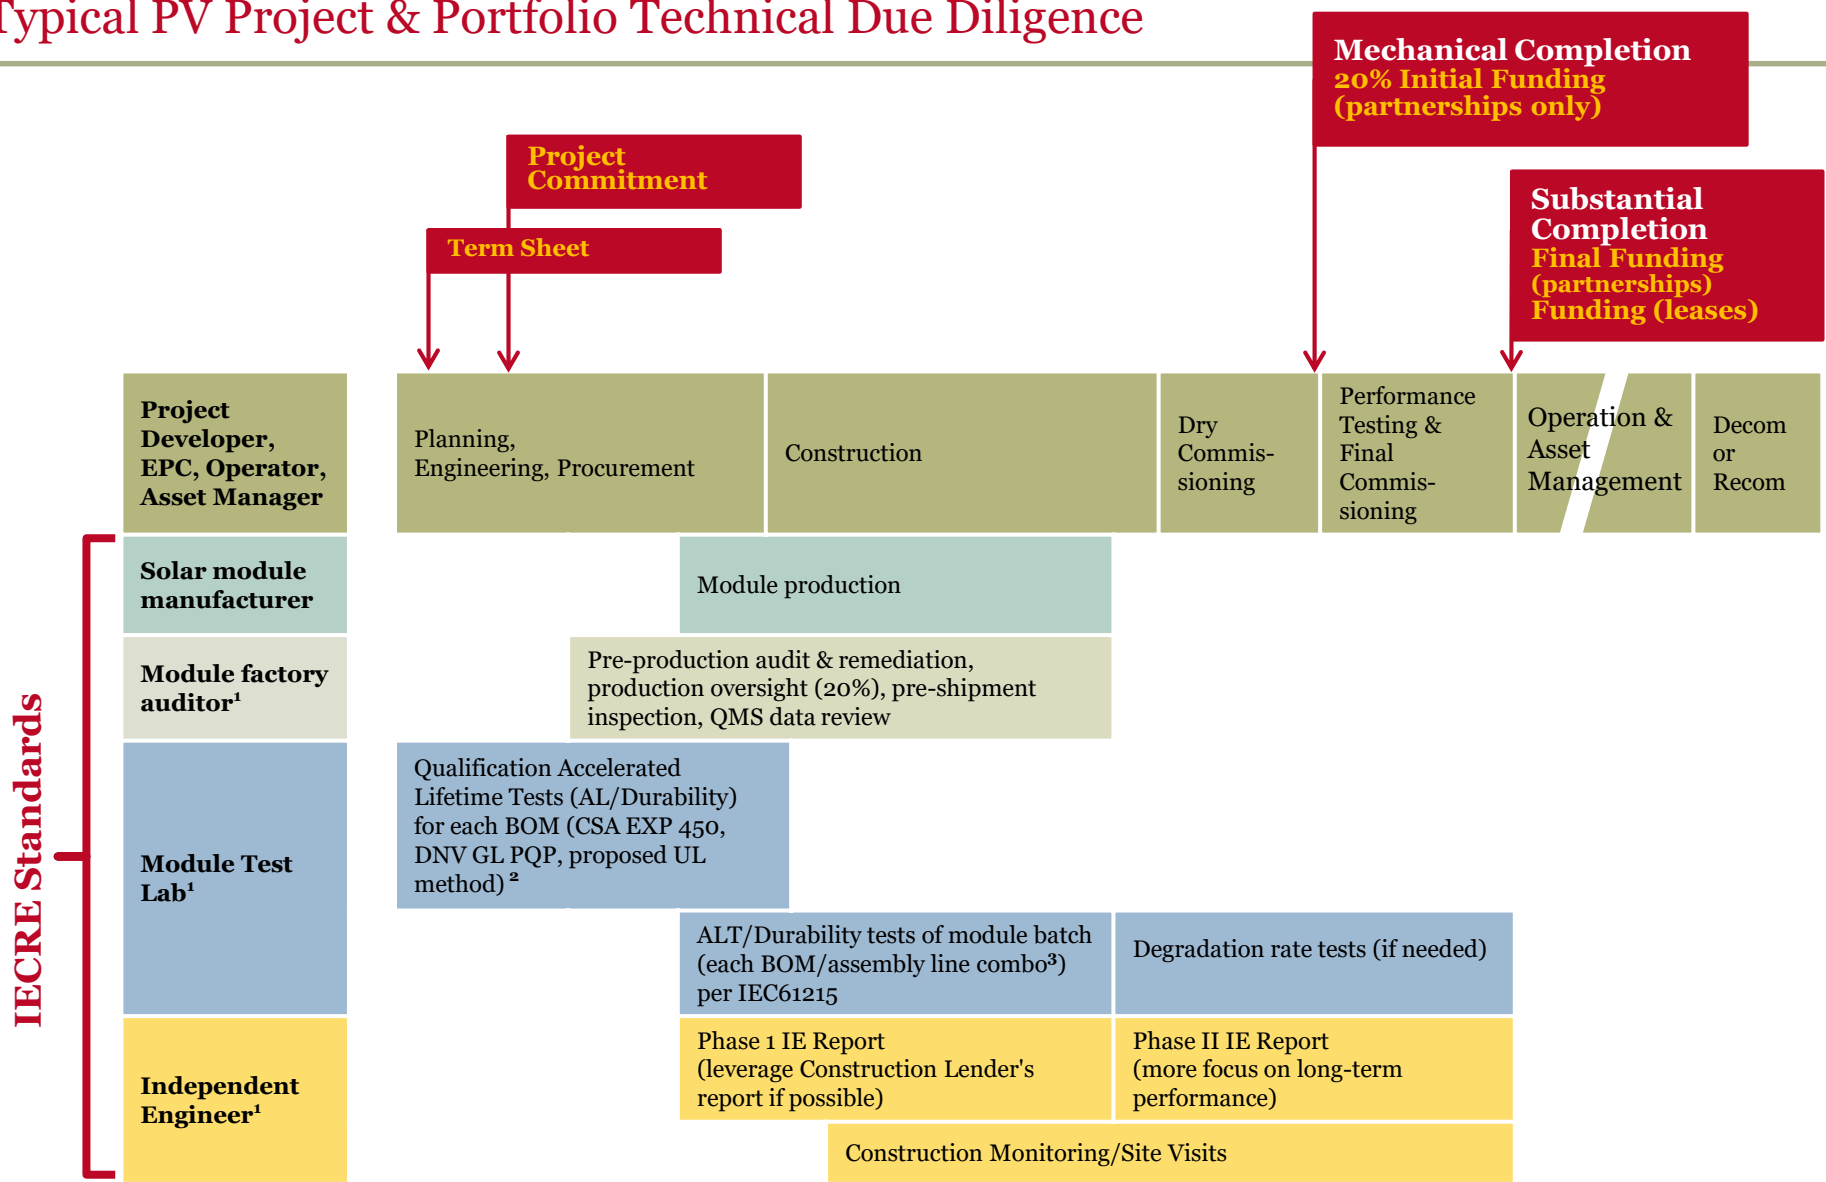 Typical PV Project & Portfolio Technical Due Diligence
Mechanical Completion
20% Initial Funding
(partnerships only)
Project
Commitment
Substantial
Completion
Final Funding
(partnerships)
Funding (leases)
Term Sheet
Project
Developer,
EPC, Operator,
Asset Manager
Planning,
Engineering, Procurement
Construction
Dry
Commis-
sioning
Performance
Testing &
Final
Commis-
sioning
Operation &
Asset
Management
Decom
or
Recom
IECRE Standards
Solar module
manufacturer
Module production
Module factory
auditor¹
Pre-production audit & remediation,
production oversight (20%), pre-shipment
inspection, QMS data review
Module Test
Lab¹
Qualification Accelerated
Lifetime Tests (AL/Durability)
for each BOM (CSA EXP 450,
DNV GL PQP, proposed UL
method) ²
ALT/Durability tests of module batch
(each BOM/assembly line combo³)
per IEC61215
Degradation rate tests (if needed)
Independent
Engineer¹
Phase 1 IE Report
(leverage Construction Lender's
report if possible)
Phase II IE Report
(more focus on long-term
performance)
Construction Monitoring/Site Visits